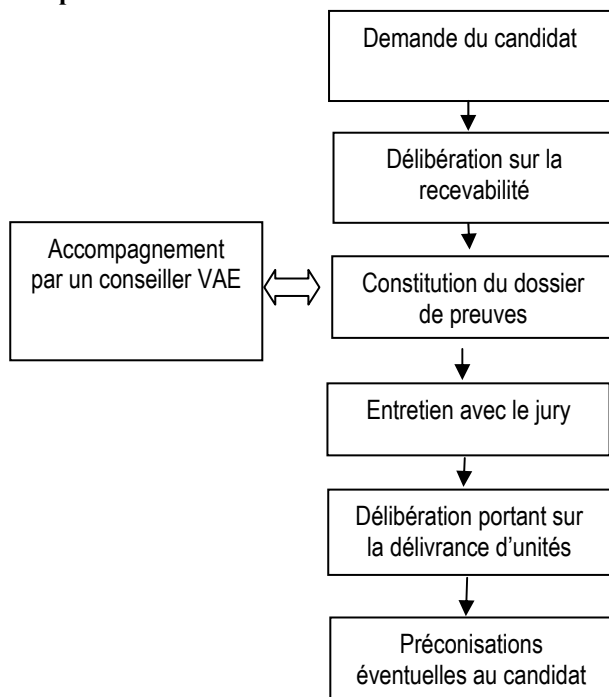 Demande du candidat
Délibération sur la
recevabilité
Accompagnement
par un conseiller VAE
Constitution du dossier
de preuves
Entretien avec le jury
Délibération portant sur
la délivrance d'unités
Préconisations
éventuelles au candidat